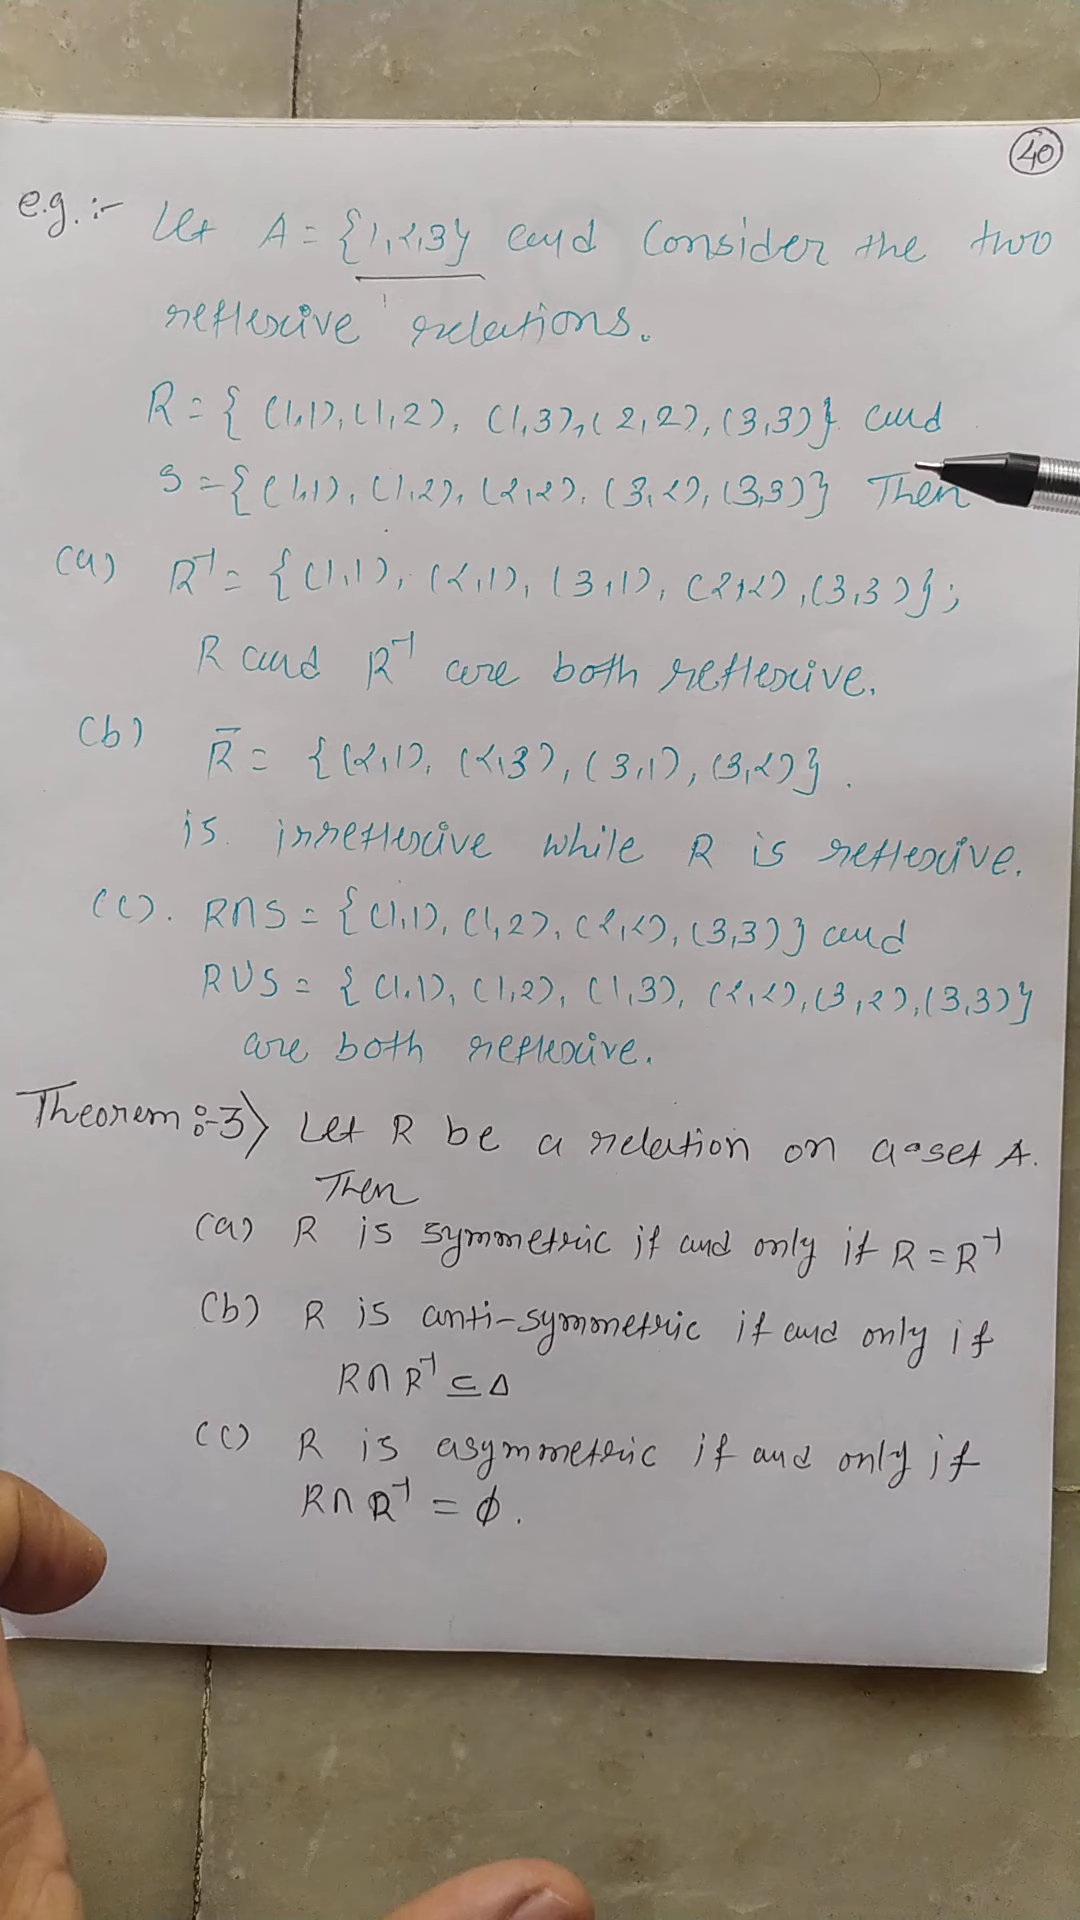 40
e.g. :- Let A = {1,2,3} and Consider the two
reflexive relations.
R = { (1,1), (1,2), (1,3), (2,2), (3,3)} and
S = {(1,1), (1,2), (2,2), (3,2), (3,3)} Then
(a) R⁻¹ = {(1,1), (2,1), (3,1), (2,2), (3,3)};
R and R⁻¹ are both reflexive.
(b) R̅ = {(2,1), (2,3), (3,1), (3,2)}.
is irreflexive while R is reflexive.
(c). R∩S = {(1,1), (1,2), (2,2), (3,3)} and
R∪S = { (1,1), (1,2), (1,3), (2,2), (3,2), (3,3)}
are both reflexive.
Theorem :-3) Let R be a relation on a set A.
Then
(a) R is symmetric if and only if R = R⁻¹
(b) R is anti-symmetric if and only if
R∩R⁻¹ ⊆ Δ
(c) R is asymmetric if and only if
R∩R⁻¹ = ϕ.